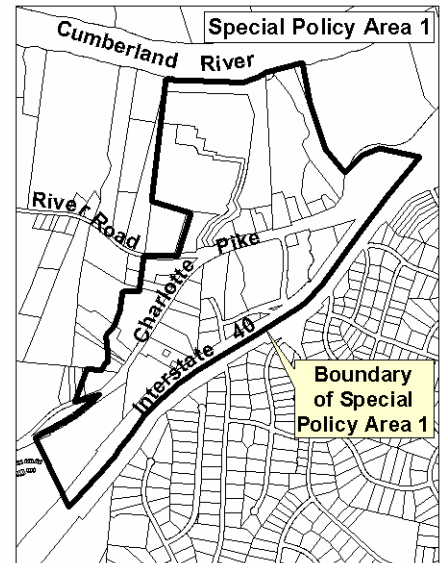 Special Policy Area 1
Cumberland River
River Road
Charlotte Pike
Interstate 40
Boundary
of Special
Policy Area 1